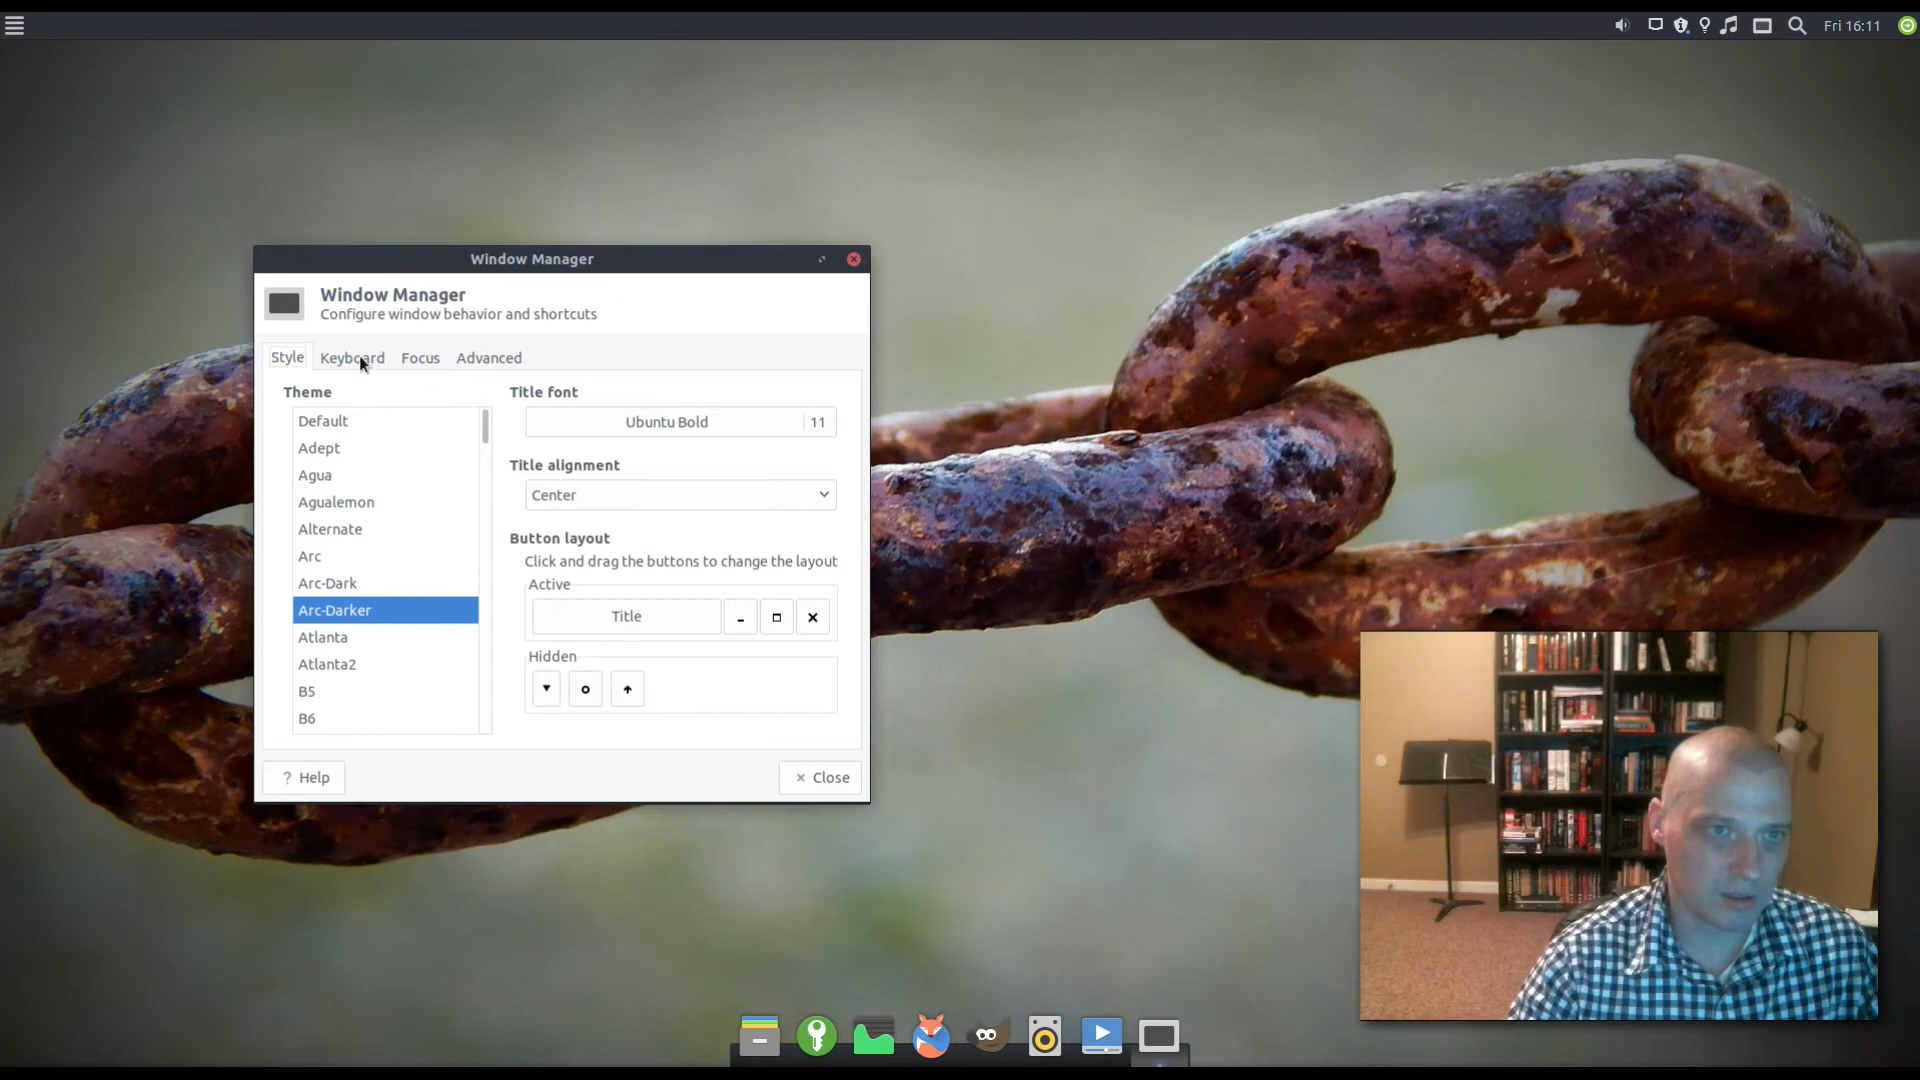 Fri 16:11
Window Manager
Window Manager
Configure window behavior and shortcuts
Style Keyboard Focus Advanced
Theme
Default
Adept
Agua
Agualemon
Alternate
Arc
Arc-Dark
Arc-Darker
Atlanta
Atlanta2
B5
B6
Title font
Ubuntu Bold 11
Title alignment
Center
Button layout
Click and drag the buttons to change the layout
Active
Title
Hidden
? Help
× Close